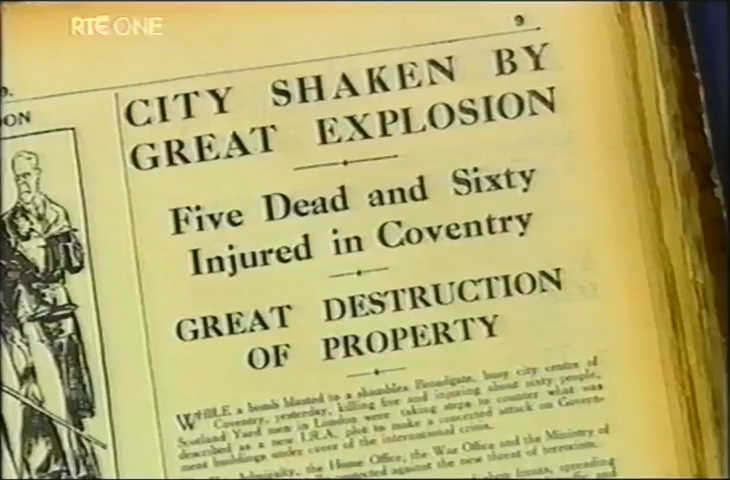 RTÉ ONE
9
ON
CITY SHAKEN BY
GREAT EXPLOSION
Five Dead and Sixty
Injured in Coventry
GREAT DESTRUCTION
OF PROPERTY
WHILE a bomb blasted to a shambles Broadgate, busy city centre of
Coventry, yesterday, killing five and injuring about sixty people,
Scotland Yard men in London were taking steps to counter what was
described as a new I.R.A. plot to make a concerted attack on Govern-
ment buildings under cover of the international crisis.
The Admiralty, the Home Office, the War Office and the Ministry of
protected against the new threat of terrorism.
spreading